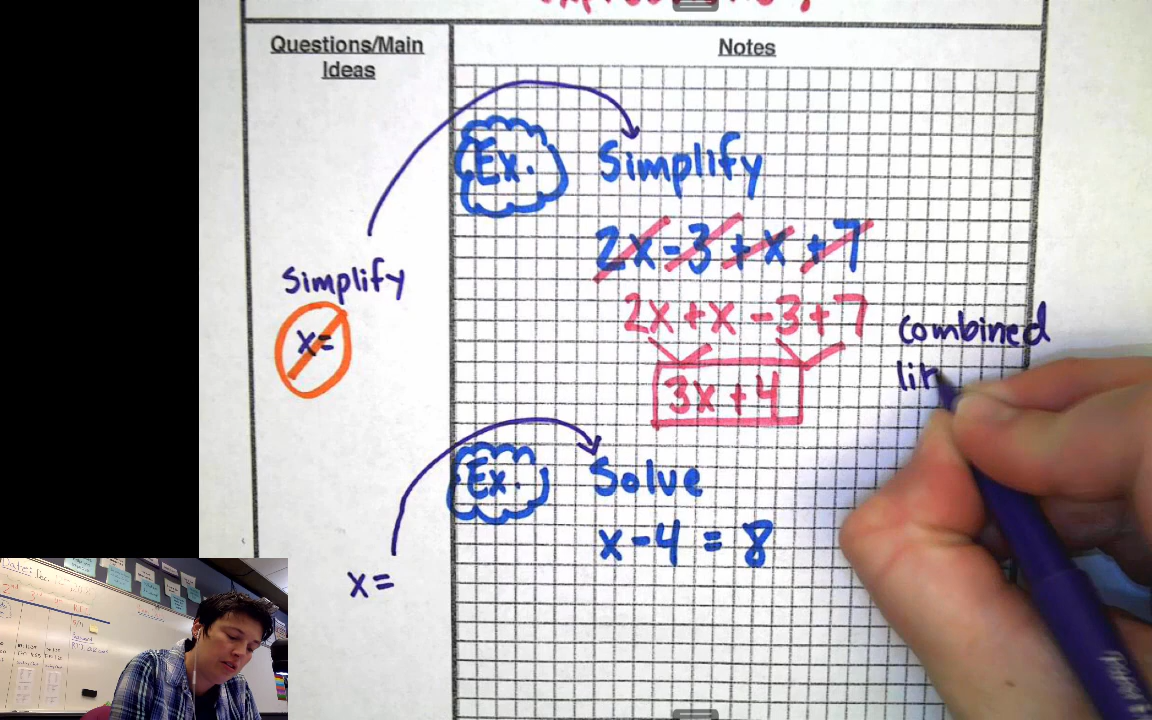 Questions/Main
Ideas
Notes
Ex.
Simplify
2x-3+x+7
Simplify
x=
2x+x-3+7
combined
3x+4
Ex.
Solve
x-4=8
x=